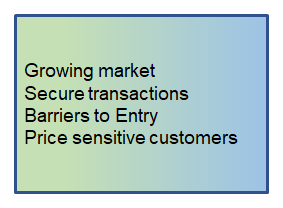 Growing market
Secure transactions
Barriers to Entry
Price sensitive customers